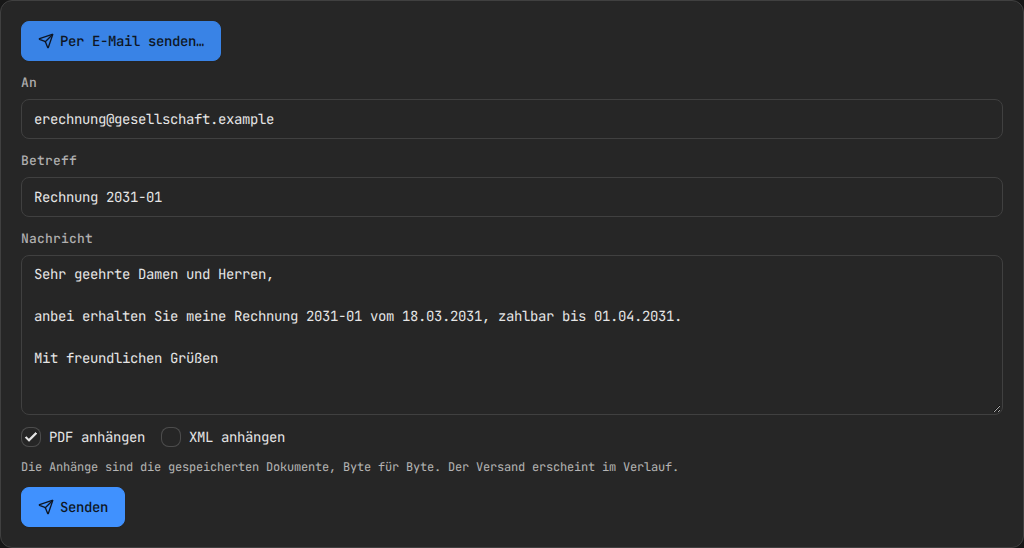 Per E-Mail senden…
An
erechnung@gesellschaft.example
Betreff
Rechnung 2031-01
Nachricht
Sehr geehrte Damen und Herren,
anbei erhalten Sie meine Rechnung 2031-01 vom 18.03.2031, zahlbar bis 01.04.2031.
Mit freundlichen Grüßen
PDF anhängen XML anhängen
Die Anhänge sind die gespeicherten Dokumente, Byte für Byte. Der Versand erscheint im Verlauf.
Senden